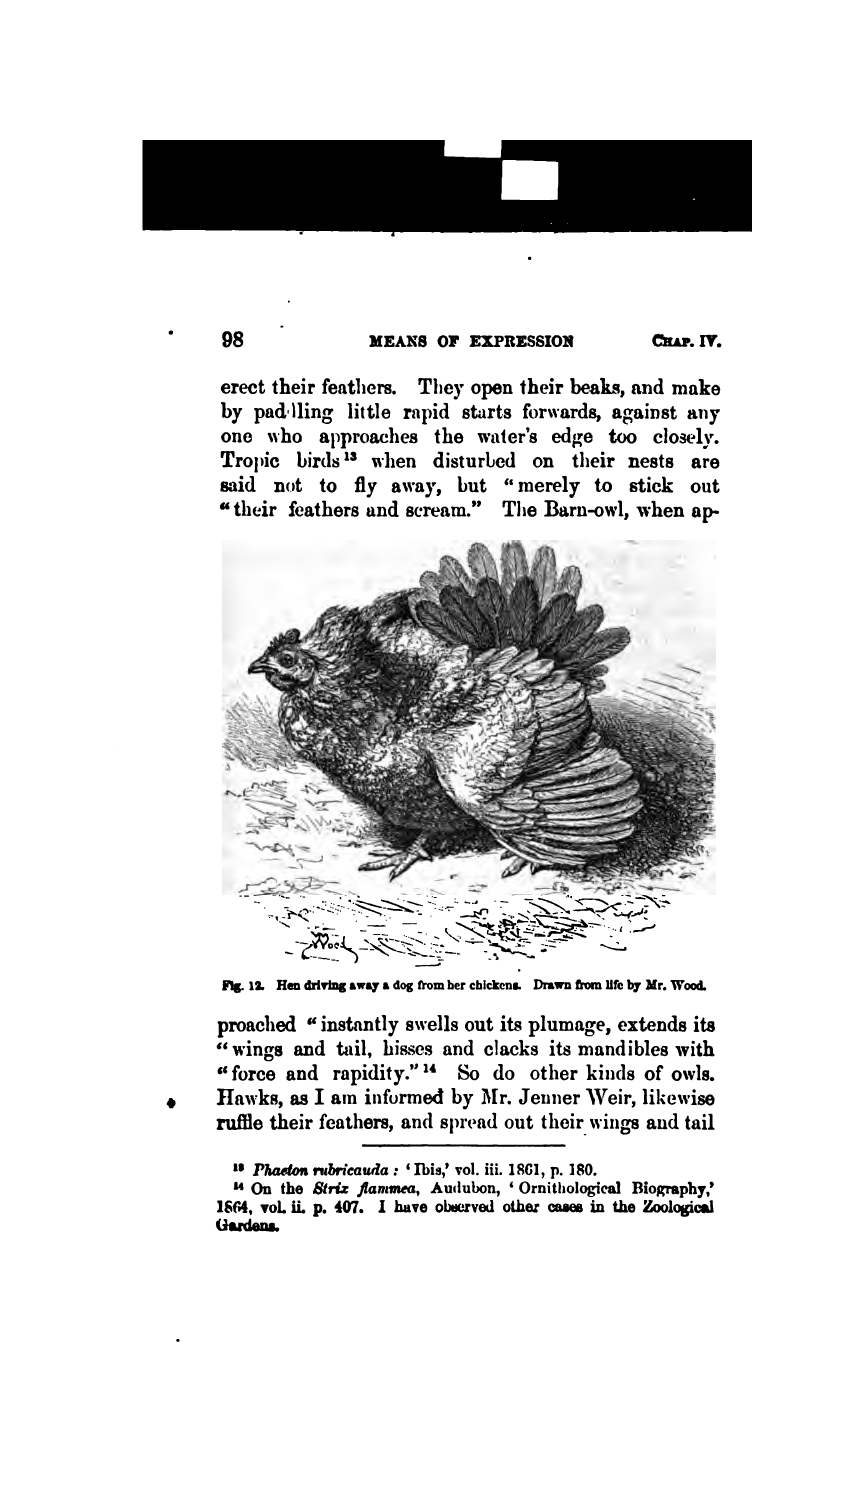 98 MEANS OF EXPRESSION CHAP. IV.
erect their feathers. They open their beaks, and make
by paddling little rapid starts forwards, against any
one who approaches the water's edge too closely.
Tropic birds¹³ when disturbed on their nests are
said not to fly away, but “merely to stick out
“their feathers and scream.” The Barn-owl, when ap-
Wood
Fig. 12. Hen driving away a dog from her chickens. Drawn from life by Mr. Wood.
proached “instantly swells out its plumage, extends its
“wings and tail, hisses and clacks its mandibles with
“force and rapidity.”¹⁴ So do other kinds of owls.
Hawks, as I am informed by Mr. Jenner Weir, likewise
ruffle their feathers, and spread out their wings and tail
¹³ Phaeton rubricauda: ‘Ibis,’ vol. iii. 1861, p. 180.
¹⁴ On the Strix flammea, Audubon, ‘Ornithological Biography,’
1864, vol. ii. p. 407. I have observed other cases in the Zoological
Gardens.